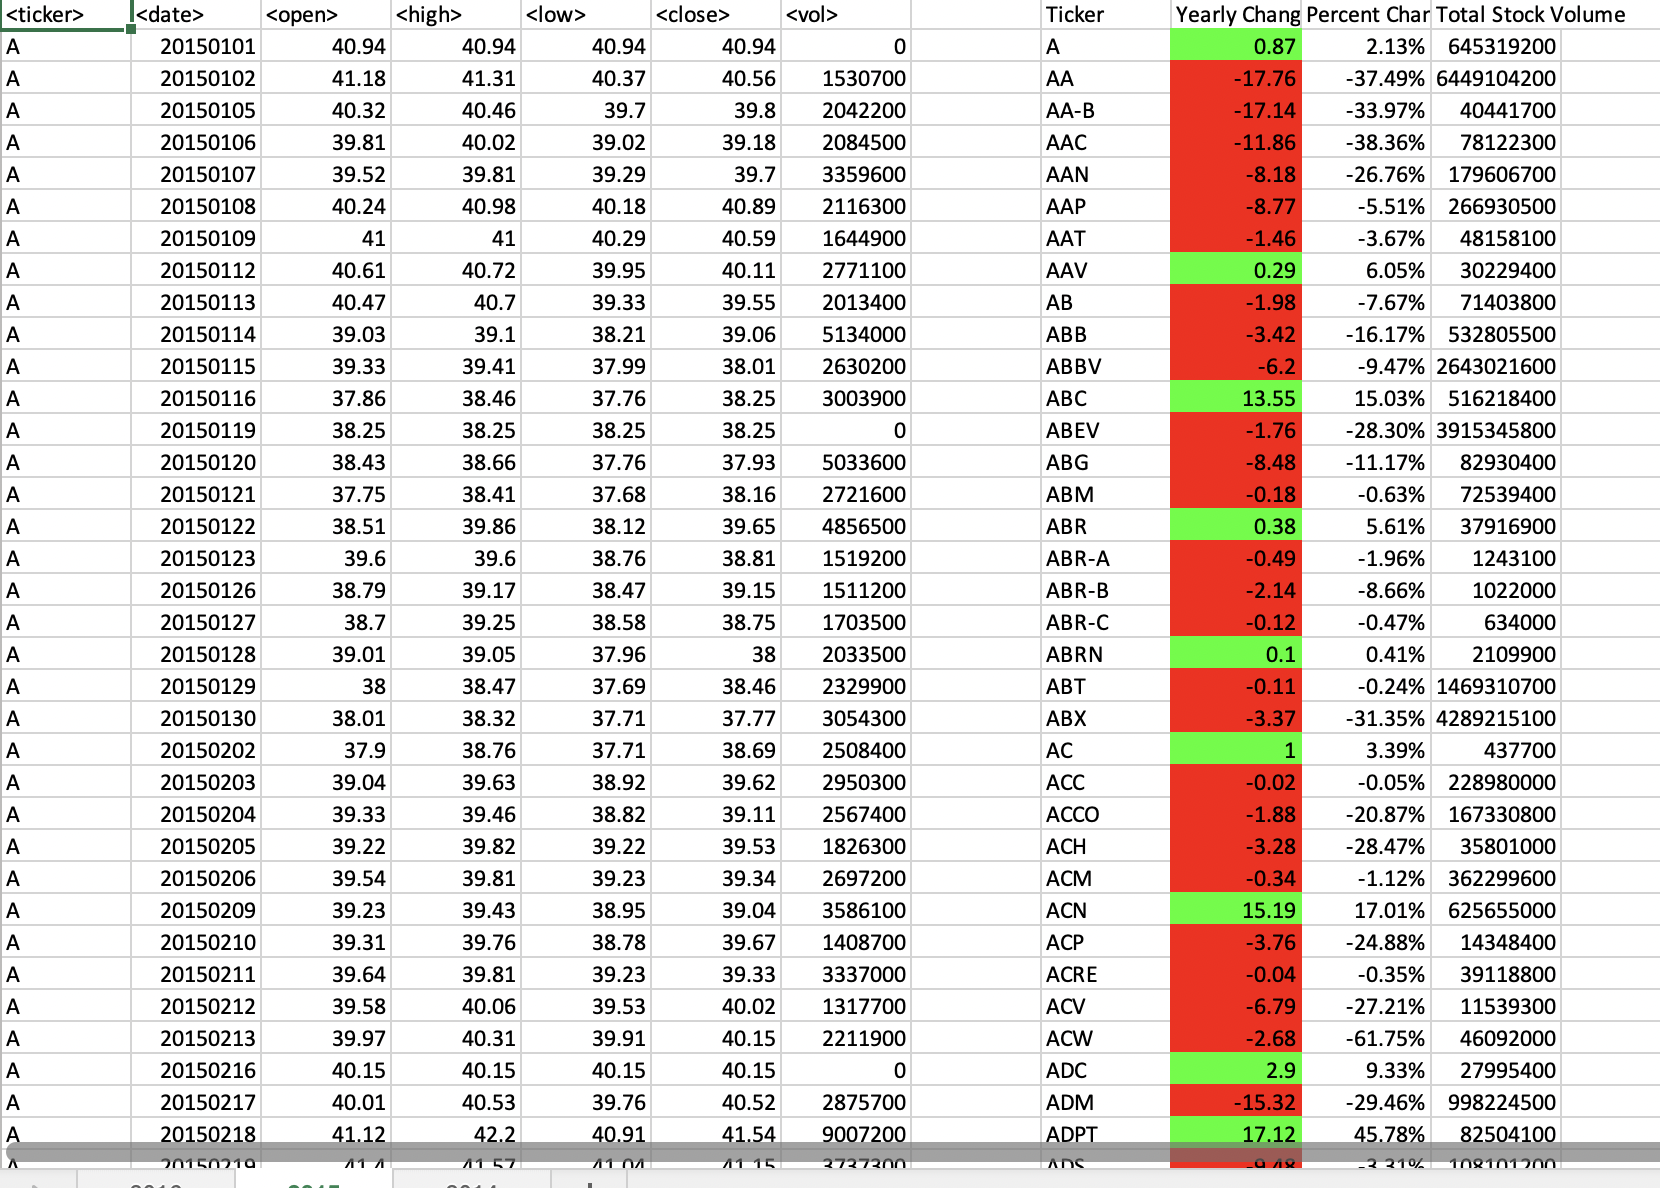 <ticker> <date> <open> <high> <low> <close> <vol> Ticker Yearly Chang Percent Char Total Stock Volume
A 20150101 40.94 40.94 40.94 40.94 0 A 0.87 2.13% 645319200
A 20150102 41.18 41.31 40.37 40.56 1530700 AA -17.76 -37.49% 6449104200
A 20150105 40.32 40.46 39.7 39.8 2042200 AA-B -17.14 -33.97% 40441700
A 20150106 39.81 40.02 39.02 39.18 2084500 AAC -11.86 -38.36% 78122300
A 20150107 39.52 39.81 39.29 39.7 3359600 AAN -8.18 -26.76% 179606700
A 20150108 40.24 40.98 40.18 40.89 2116300 AAP -8.77 -5.51% 266930500
A 20150109 41 41 40.29 40.59 1644900 AAT -1.46 -3.67% 48158100
A 20150112 40.61 40.72 39.95 40.11 2771100 AAV 0.29 6.05% 30229400
A 20150113 40.47 40.7 39.33 39.55 2013400 AB -1.98 -7.67% 71403800
A 20150114 39.03 39.1 38.21 39.06 5134000 ABB -3.42 -16.17% 532805500
A 20150115 39.33 39.41 37.99 38.01 2630200 ABBV -6.2 -9.47% 2643021600
A 20150116 37.86 38.46 37.76 38.25 3003900 ABC 13.55 15.03% 516218400
A 20150119 38.25 38.25 38.25 38.25 0 ABEV -1.76 -28.30% 3915345800
A 20150120 38.43 38.66 37.76 37.93 5033600 ABG -8.48 -11.17% 82930400
A 20150121 37.75 38.41 37.68 38.16 2721600 ABM -0.18 -0.63% 72539400
A 20150122 38.51 39.86 38.12 39.65 4856500 ABR 0.38 5.61% 37916900
A 20150123 39.6 39.6 38.76 38.81 1519200 ABR-A -0.49 -1.96% 1243100
A 20150126 38.79 39.17 38.47 39.15 1511200 ABR-B -2.14 -8.66% 1022000
A 20150127 38.7 39.25 38.58 38.75 1703500 ABR-C -0.12 -0.47% 634000
A 20150128 39.01 39.05 37.96 38 2033500 ABRN 0.1 0.41% 2109900
A 20150129 38 38.47 37.69 38.46 2329900 ABT -0.11 -0.24% 1469310700
A 20150130 38.01 38.32 37.71 37.77 3054300 ABX -3.37 -31.35% 4289215100
A 20150202 37.9 38.76 37.71 38.69 2508400 AC 1 3.39% 437700
A 20150203 39.04 39.63 38.92 39.62 2950300 ACC -0.02 -0.05% 228980000
A 20150204 39.33 39.46 38.82 39.11 2567400 ACCO -1.88 -20.87% 167330800
A 20150205 39.22 39.82 39.22 39.53 1826300 ACH -3.28 -28.47% 35801000
A 20150206 39.54 39.81 39.23 39.34 2697200 ACM -0.34 -1.12% 362299600
A 20150209 39.23 39.43 38.95 39.04 3586100 ACN 15.19 17.01% 625655000
A 20150210 39.31 39.76 38.78 39.67 1408700 ACP -3.76 -24.88% 14348400
A 20150211 39.64 39.81 39.23 39.33 3337000 ACRE -0.04 -0.35% 39118800
A 20150212 39.58 40.06 39.53 40.02 1317700 ACV -6.79 -27.21% 11539300
A 20150213 39.97 40.31 39.91 40.15 2211900 ACW -2.68 -61.75% 46092000
A 20150216 40.15 40.15 40.15 40.15 0 ADC 2.9 9.33% 27995400
A 20150217 40.01 40.53 39.76 40.52 2875700 ADM -15.32 -29.46% 998224500
A 20150218 41.12 42.2 40.91 41.54 9007200 ADPT 17.12 45.78% 82504100
A 20150219 41.4 41.57 41.04 41.15 3737300 ADS -9.48 -3.31% 108101200